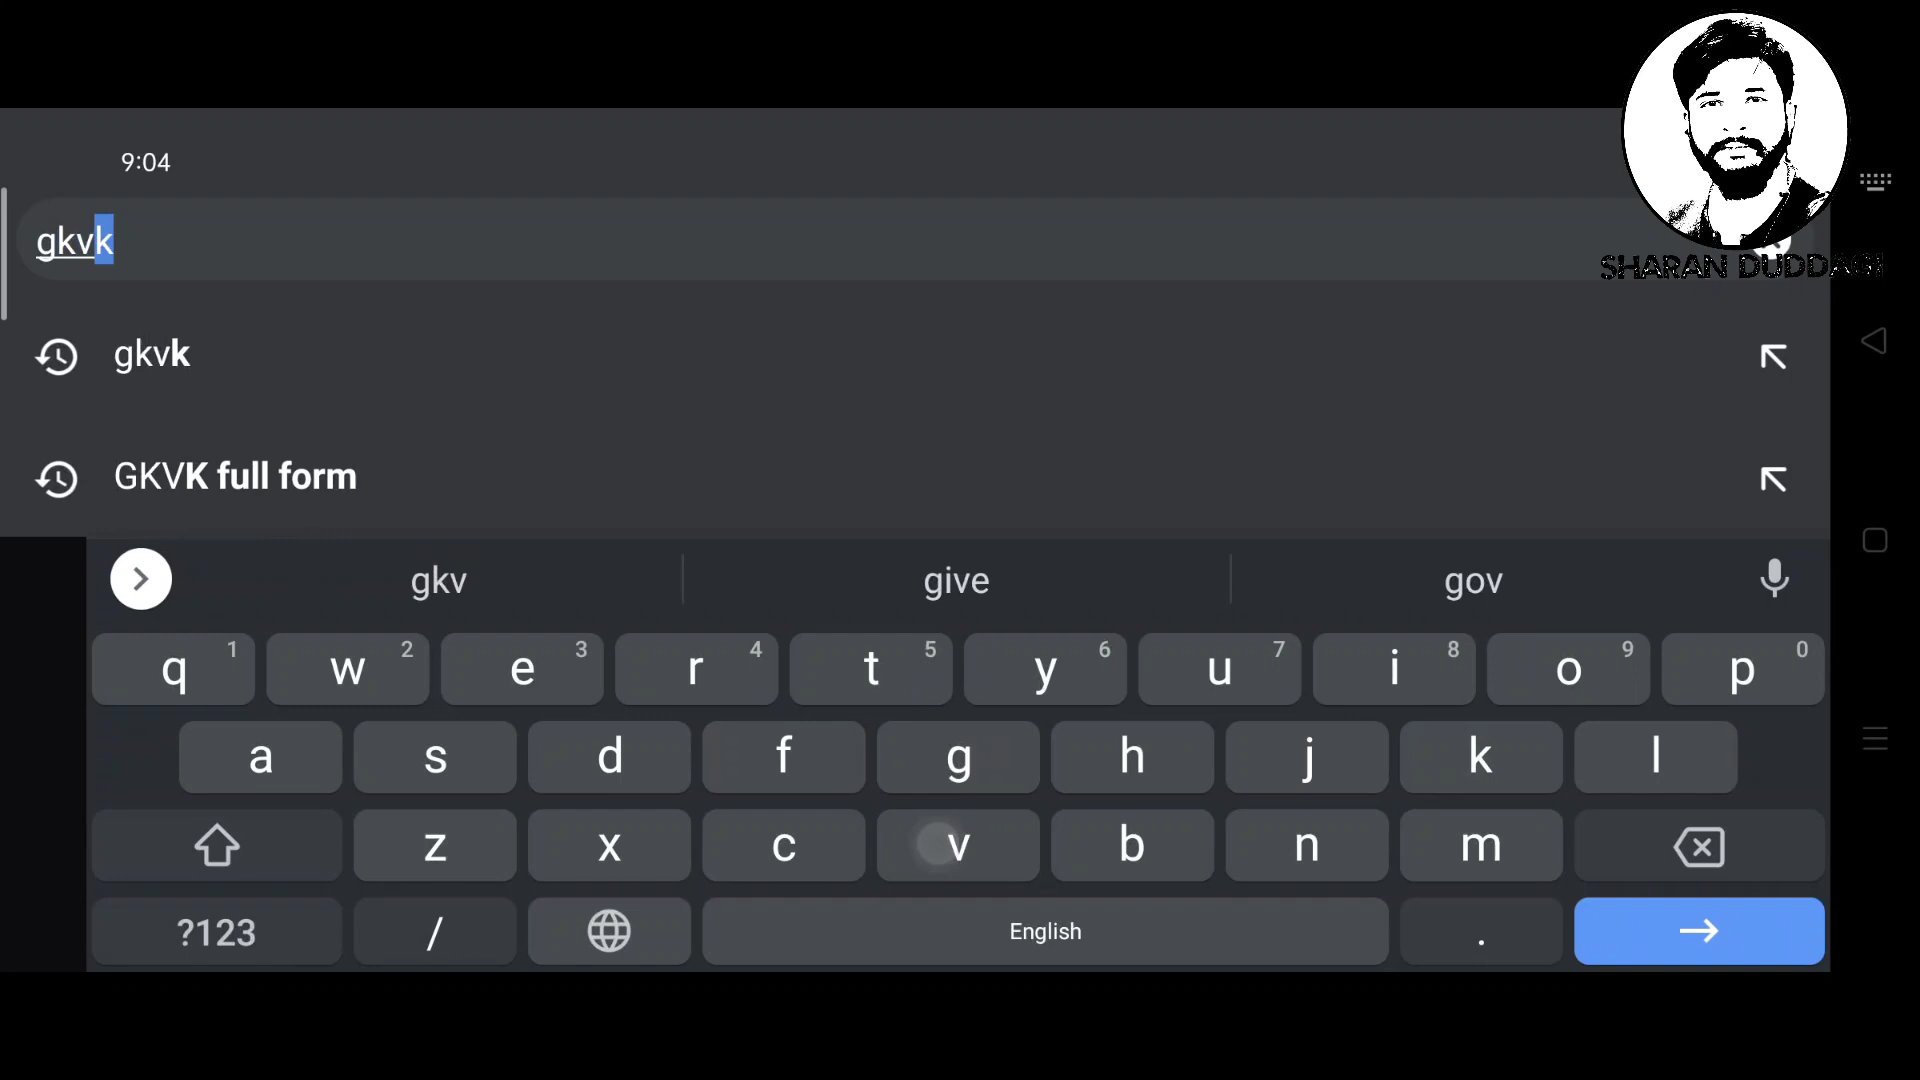 9:04
SHARAN DUDDAGI
gkvk
gkvk
GKVK full form
gkv give gov
q 1 w 2 e 3 r 4 t 5 y 6 u 7 i 8 o 9 p 0
a s d f g h j k l
z x c v b n m
?123 / English .